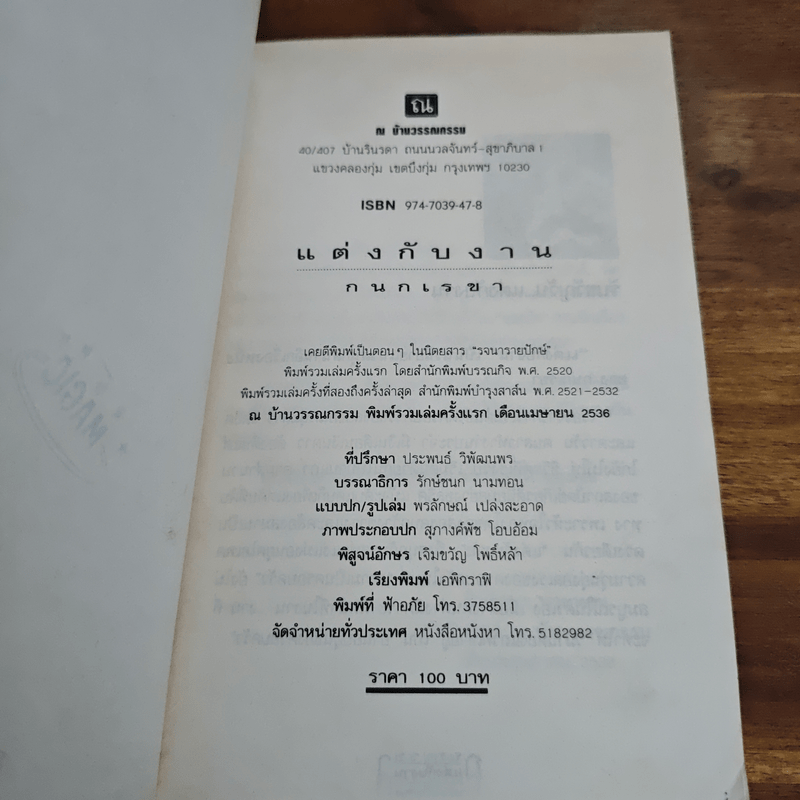 ณ
ณ บ้านวรรณกรรม
๔0/๔07 บ้านรินรดา ถนนนวลจันทร์-สุขาภิบาล 1
แขวงคลองกุ่ม เขตบึงกุ่ม กรุงเทพฯ 10230
ISBN 974-7039-47-8
แต่งกับงาน
กนกเรขา
เคยตีพิมพ์เป็นตอนๆ ในนิตยสาร "รจนารายปักษ์"
พิมพ์รวมเล่มครั้งแรก โดยสำนักพิมพ์บรรณกิจ พ.ศ. 2520
พิมพ์รวมเล่มครั้งที่สองถึงครั้งล่าสุด สำนักพิมพ์บำรุงสาส์น พ.ศ. 2521-2532
ณ บ้านวรรณกรรม พิมพ์รวมเล่มครั้งแรก เดือนเมษายน 2536
ที่ปรึกษา ประพนธ์ วิพัฒนพร
บรรณาธิการ รักษ์ชนก นามทอน
แบบปก/รูปเล่ม พรลักษณ์ เปล่งสะอาด
ภาพประกอบปก สุภางค์พัช โอบอ้อม
พิสูจน์อักษร เจิมขวัญ โพธิ์หล้า
เรียงพิมพ์ เอพิกราฟิ
พิมพ์ที่ ฟ้าอภัย โทร. 3758511
จัดจำหน่ายทั่วประเทศ หนังสือหนังหา โทร. 5182982
ราคา 100 บาท
MAGIC